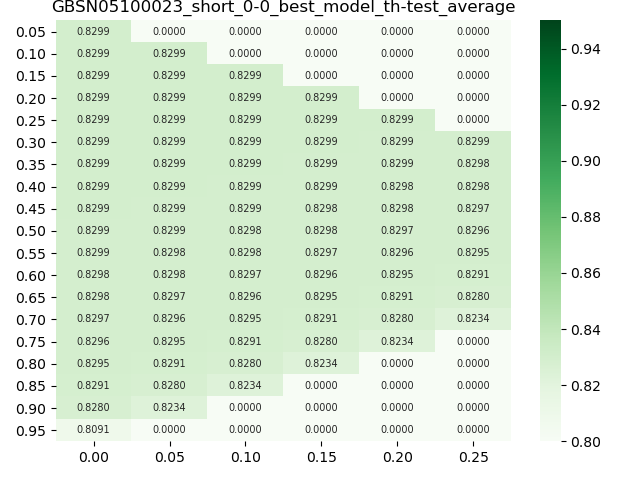 GBSN05100023_short_0-0_best_model_th-test_average
0.05 0.8299 0.0000 0.0000 0.0000 0.0000 0.0000
0.10 0.8299 0.8299 0.0000 0.0000 0.0000 0.0000
0.15 0.8299 0.8299 0.8299 0.0000 0.0000 0.0000
0.20 0.8299 0.8299 0.8299 0.8299 0.0000 0.0000
0.25 0.8299 0.8299 0.8299 0.8299 0.8299 0.0000
0.30 0.8299 0.8299 0.8299 0.8299 0.8299 0.8299
0.35 0.8299 0.8299 0.8299 0.8299 0.8299 0.8298
0.40 0.8299 0.8299 0.8299 0.8299 0.8298 0.8298
0.45 0.8299 0.8299 0.8299 0.8298 0.8298 0.8297
0.50 0.8299 0.8299 0.8298 0.8298 0.8297 0.8296
0.55 0.8299 0.8298 0.8298 0.8297 0.8296 0.8295
0.60 0.8298 0.8298 0.8297 0.8296 0.8295 0.8291
0.65 0.8298 0.8297 0.8296 0.8295 0.8291 0.8280
0.70 0.8297 0.8296 0.8295 0.8291 0.8280 0.8234
0.75 0.8296 0.8295 0.8291 0.8280 0.8234 0.0000
0.80 0.8295 0.8291 0.8280 0.8234 0.0000 0.0000
0.85 0.8291 0.8280 0.8234 0.0000 0.0000 0.0000
0.90 0.8280 0.8234 0.0000 0.0000 0.0000 0.0000
0.95 0.8091 0.0000 0.0000 0.0000 0.0000 0.0000
0.00 0.05 0.10 0.15 0.20 0.25
0.94
0.92
0.90
0.88
0.86
0.84
0.82
0.80